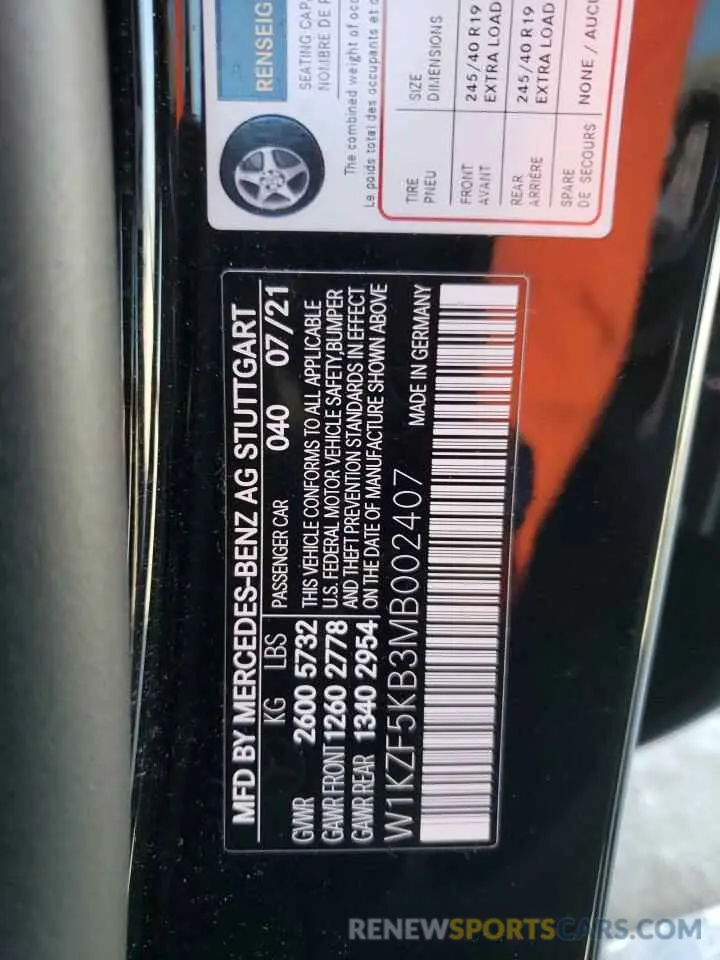 RENSEIG
SEATING CAP
NOMBRE DE P
The combined weight of occ
Le poids total des occupants et d
TIRE SIZE
PNEU DIMENSIONS
FRONT 245/40 R19
AVANT EXTRA LOAD
REAR 245/40 R19
ARRIÈRE EXTRA LOAD
SPARE NONE / AUCU
DE SECOURS
MFD BY MERCEDES-BENZ AG STUTTGART
KG LBS PASSENGER CAR 040 07/21
GVWR 2600 5732 THIS VEHICLE CONFORMS TO ALL APPLICABLE
GAWR FRONT 1260 2778 U.S. FEDERAL MOTOR VEHICLE SAFETY,BUMPER
GAWR REAR 1340 2954 AND THEFT PREVENTION STANDARDS IN EFFECT
ON THE DATE OF MANUFACTURE SHOWN ABOVE
W1KZF5KB3MB002407 MADE IN GERMANY
RENEWSPORTSCARS.COM